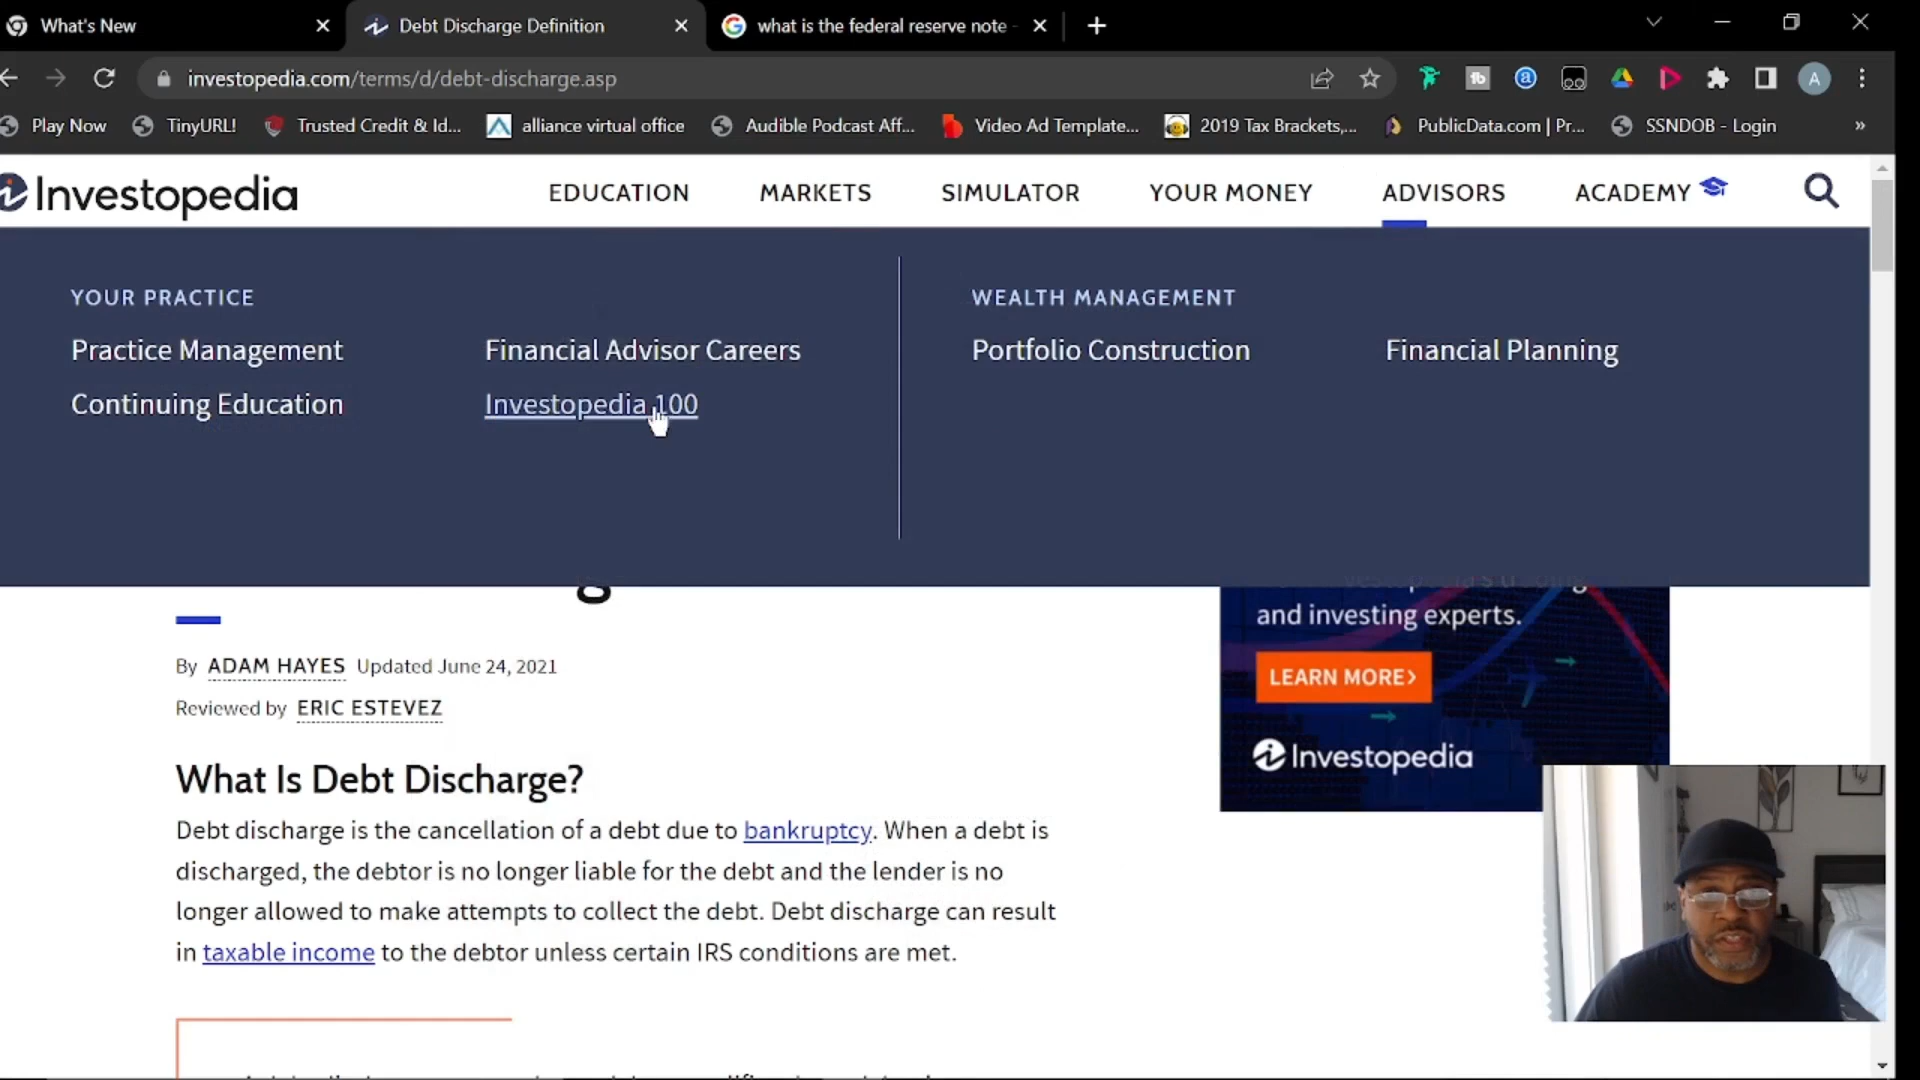 What's New
Debt Discharge Definition
what is the federal reserve note -
investopedia.com/terms/d/debt-discharge.asp
A
Play Now
TinyURL!
Trusted Credit & Id...
alliance virtual office
Audible Podcast Aff...
Video Ad Template...
2019 Tax Brackets,...
PublicData.com | Pr...
SSNDOB - Login
»
Investopedia
EDUCATION
MARKETS
SIMULATOR
YOUR MONEY
ADVISORS
ACADEMY
YOUR PRACTICE
Practice Management
Financial Advisor Careers
Continuing Education
Investopedia 100
WEALTH MANAGEMENT
Portfolio Construction
Financial Planning
and investing experts.
LEARN MORE>
Investopedia
By ADAM HAYES Updated June 24, 2021
Reviewed by ERIC ESTEVEZ
What Is Debt Discharge?
Debt discharge is the cancellation of a debt due to bankruptcy. When a debt is
discharged, the debtor is no longer liable for the debt and the lender is no
longer allowed to make attempts to collect the debt. Debt discharge can result
in taxable income to the debtor unless certain IRS conditions are met.